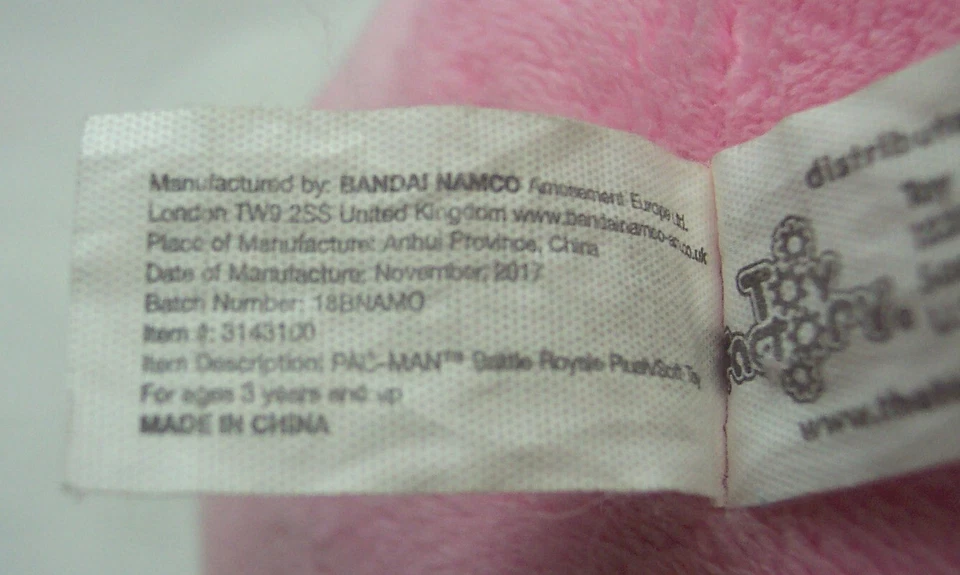 Manufactured by: BANDAI NAMCO Amusement Europe Ltd.
London TW9 2SS United Kingdom www.bandainamco-am.co.uk
Place of Manufacture: Anhui Province, China
Date of Manufacture: November, 2017
Batch Number: 18BNAMO
Item #: 3143100
Item Description: PAC-MAN™ Battle Royale Plush/Soft Toy
For ages 3 years and up
MADE IN CHINA
Toy